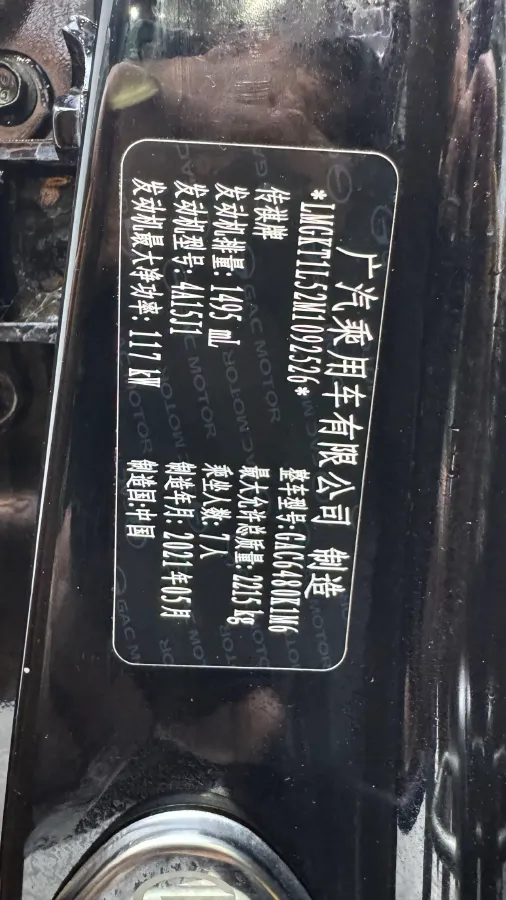 广汽乘用车有限公司 制造
*LMGKT1L52M1092526*
传祺牌 整车型号:GAC6480K1M6
发动机排量: 1495 mL 最大允许总质量: 2215 kg
发动机型号: 4A15J1 乘坐人数: 7人
发动机最大净功率: 117 kW 制造年月: 2021年05月
制造国:中国
GAC MOTOR